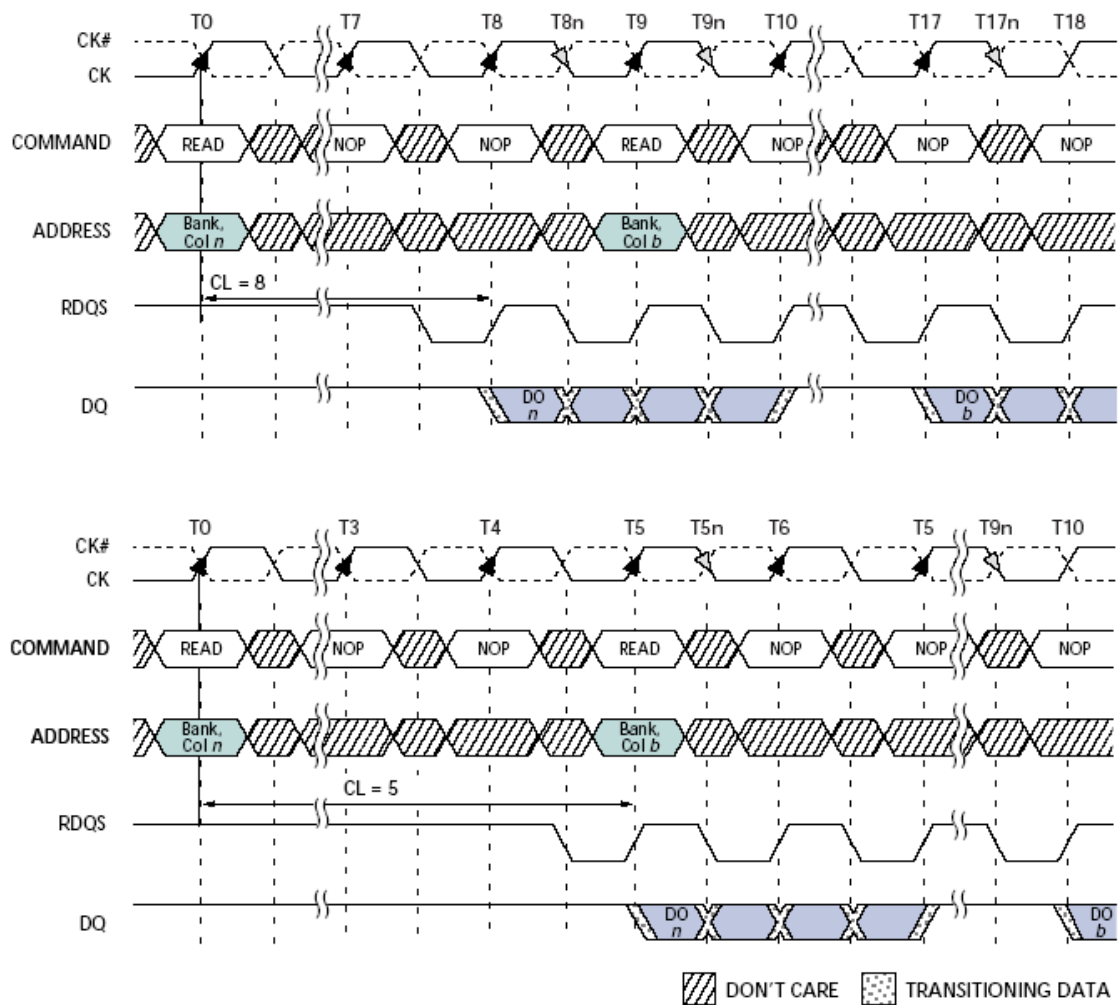 T0 T7 T8 T8n T9 T9n T10 T17 T17n T18
CK#
CK
COMMAND READ NOP NOP READ NOP NOP NOP
ADDRESS Bank, Col n Bank, Col b
CL = 8
RDQS
DQ DO n DO b
T0 T3 T4 T5 T5n T6 T5 T9n T10
CK#
CK
COMMAND READ NOP NOP READ NOP NOP NOP
ADDRESS Bank, Col n Bank, Col b
CL = 5
RDQS
DQ DO n DO b
DON'T CARE TRANSITIONING DATA